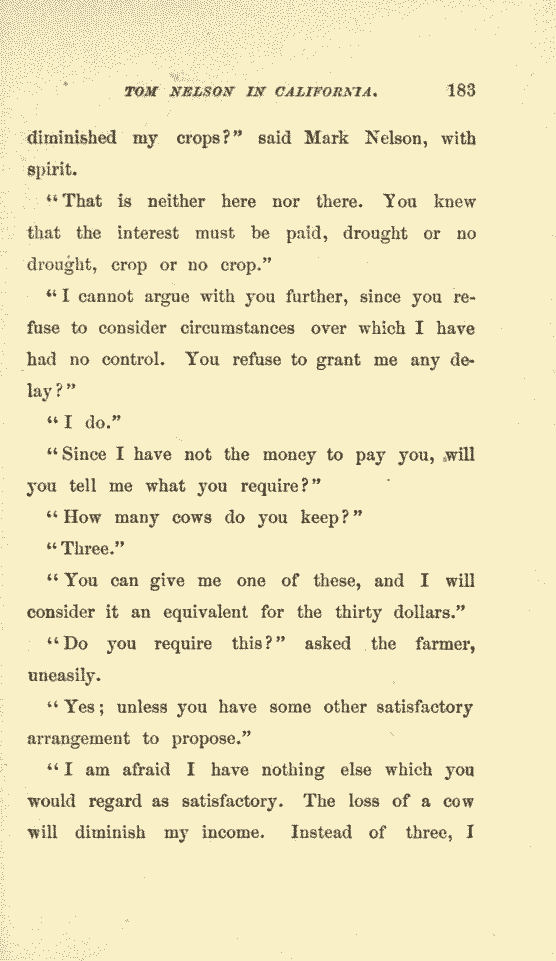 TOM NELSON IN CALIFORNIA. 183
diminished my crops?" said Mark Nelson, with
spirit.
"That is neither here nor there. You knew
that the interest must be paid, drought or no
drought, crop or no crop."
"I cannot argue with you further, since you re-
fuse to consider circumstances over which I have
had no control. You refuse to grant me any de-
lay?"
"I do."
"Since I have not the money to pay you, will
you tell me what you require?"
"How many cows do you keep?"
"Three."
"You can give me one of these, and I will
consider it an equivalent for the thirty dollars."
"Do you require this?" asked the farmer,
uneasily.
"Yes; unless you have some other satisfactory
arrangement to propose."
"I am afraid I have nothing else which you
would regard as satisfactory. The loss of a cow
will diminish my income. Instead of three, I